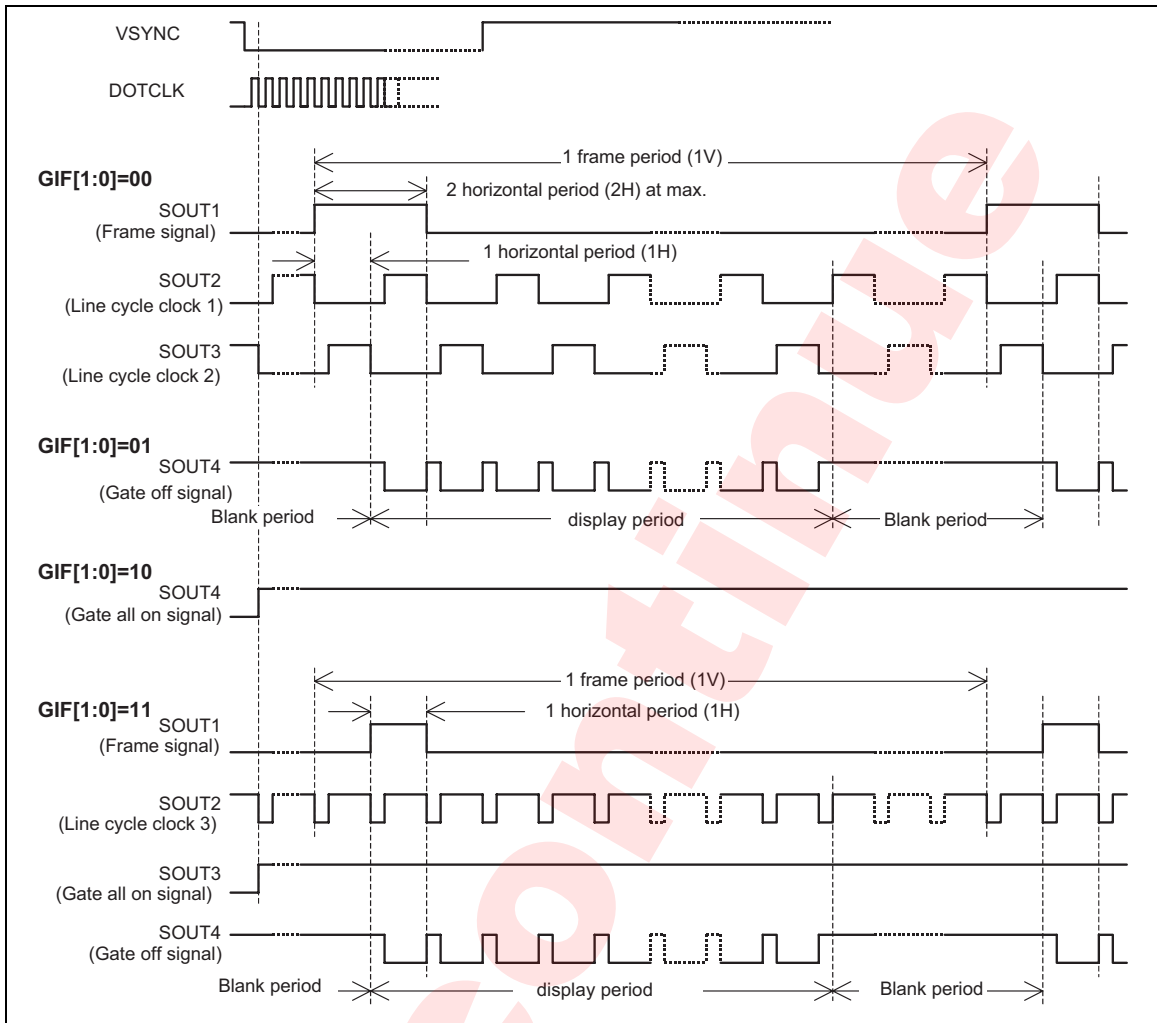 VSYNC
DOTCLK
1 frame period (1V)
GIF[1:0]=00
2 horizontal period (2H) at max.
SOUT1
(Frame signal)
1 horizontal period (1H)
SOUT2
(Line cycle clock 1)
SOUT3
(Line cycle clock 2)
GIF[1:0]=01
SOUT4
(Gate off signal)
Blank period
display period
Blank period
GIF[1:0]=10
SOUT4
(Gate all on signal)
1 frame period (1V)
GIF[1:0]=11
1 horizontal period (1H)
SOUT1
(Frame signal)
SOUT2
(Line cycle clock 3)
SOUT3
(Gate all on signal)
SOUT4
(Gate off signal)
Blank period
display period
Blank period
continue